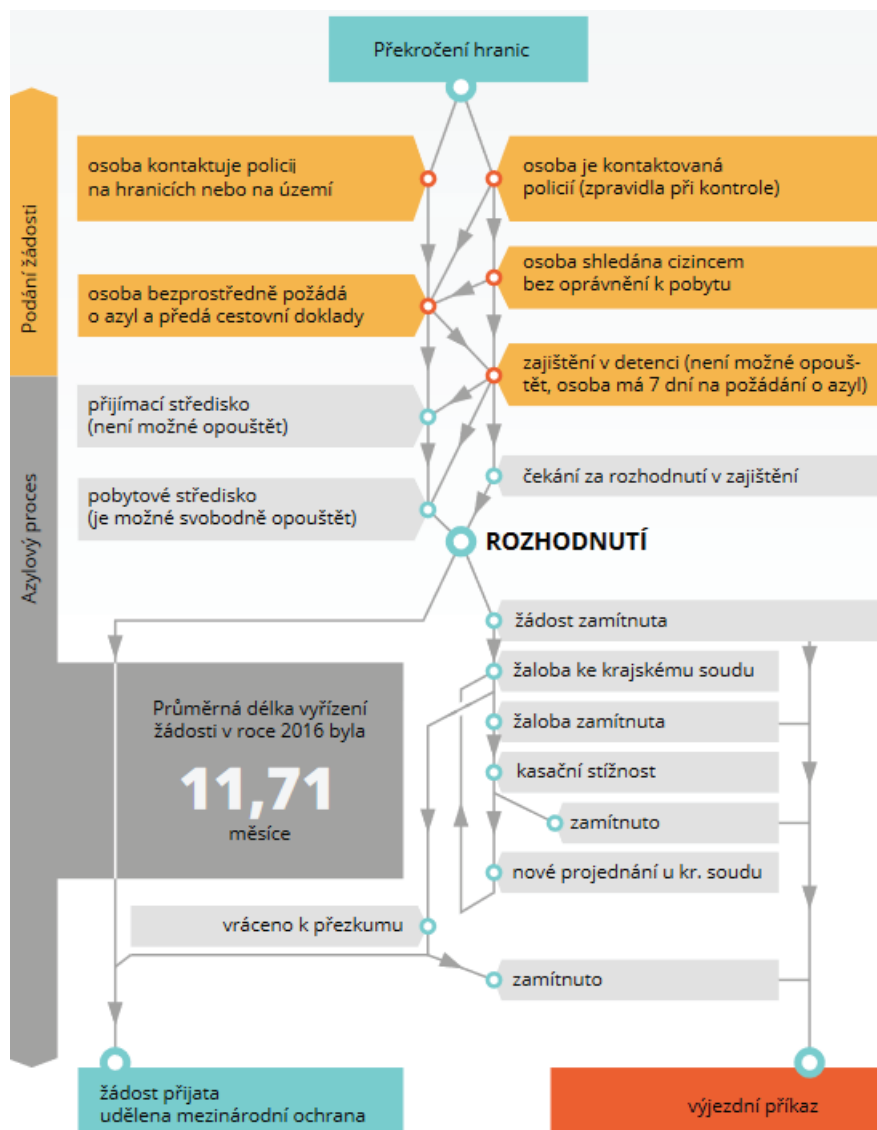 Překročení hranic
Podání žádosti
osoba kontaktuje policii
na hranicích nebo na území
osoba je kontaktovaná
policií (zpravidla při kontrole)
osoba shledána cizincem
bez oprávnění k pobytu
osoba bezprostředně požádá
o azyl a předá cestovní doklady
zajištění v detenci (není možné opouš-
tět, osoba má 7 dní na požádání o azyl)
Azylový proces
přijímací středisko
(není možné opouštět)
čekání za rozhodnutí v zajištění
pobytové středisko
(je možné svobodně opouštět)
ROZHODNUTÍ
žádost zamítnuta
žaloba ke krajskému soudu
žaloba zamítnuta
kasační stížnost
zamítnuto
nové projednání u kr. soudu
Průměrná délka vyřízení
žádosti v roce 2016 byla
11,71
měsíce
vráceno k přezkumu
zamítnuto
žádost přijata
udělena mezinárodní ochrana
výjezdní příkaz